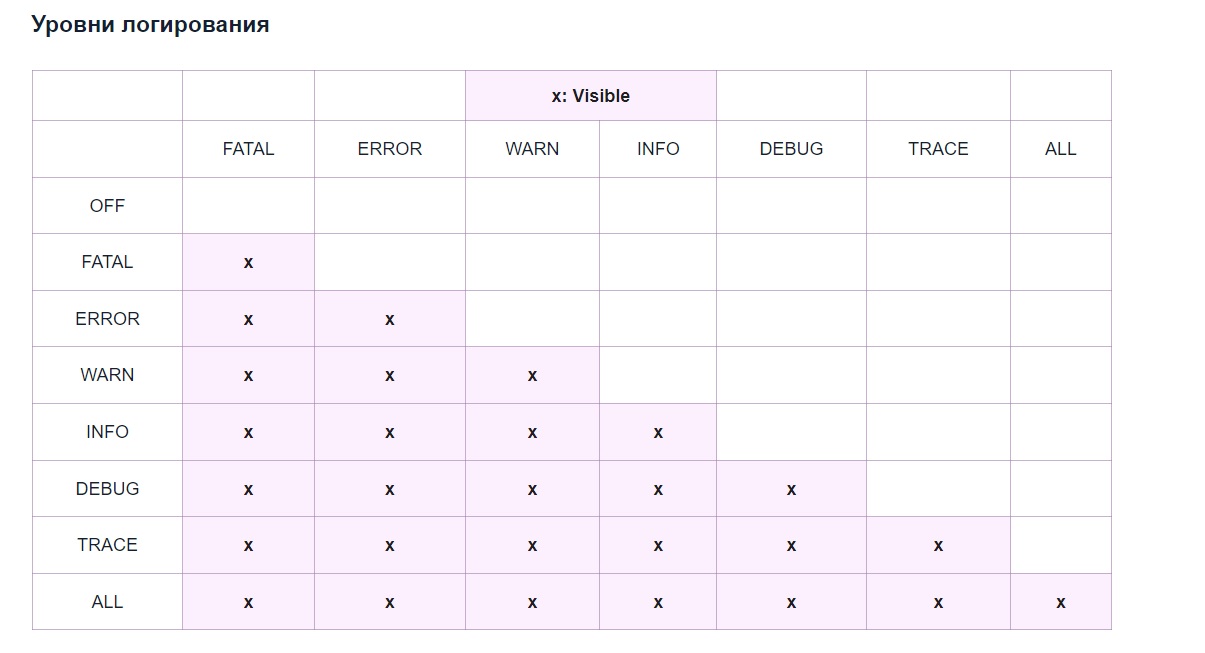 Уровни логирования
x: Visible
FATAL ERROR WARN INFO DEBUG TRACE ALL
OFF
FATAL x
ERROR x x
WARN x x x
INFO x x x x
DEBUG x x x x x
TRACE x x x x x x
ALL x x x x x x x